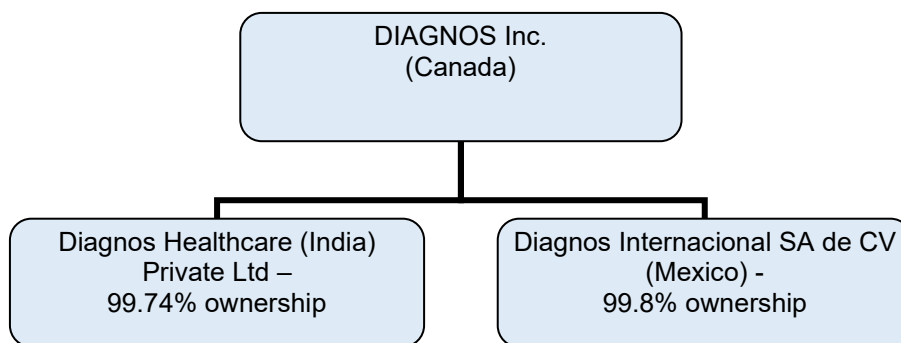 DIAGNOS Inc.
(Canada)
Diagnos Healthcare (India)
Private Ltd –
99.74% ownership
Diagnos Internacional SA de CV
(Mexico) -
99.8% ownership